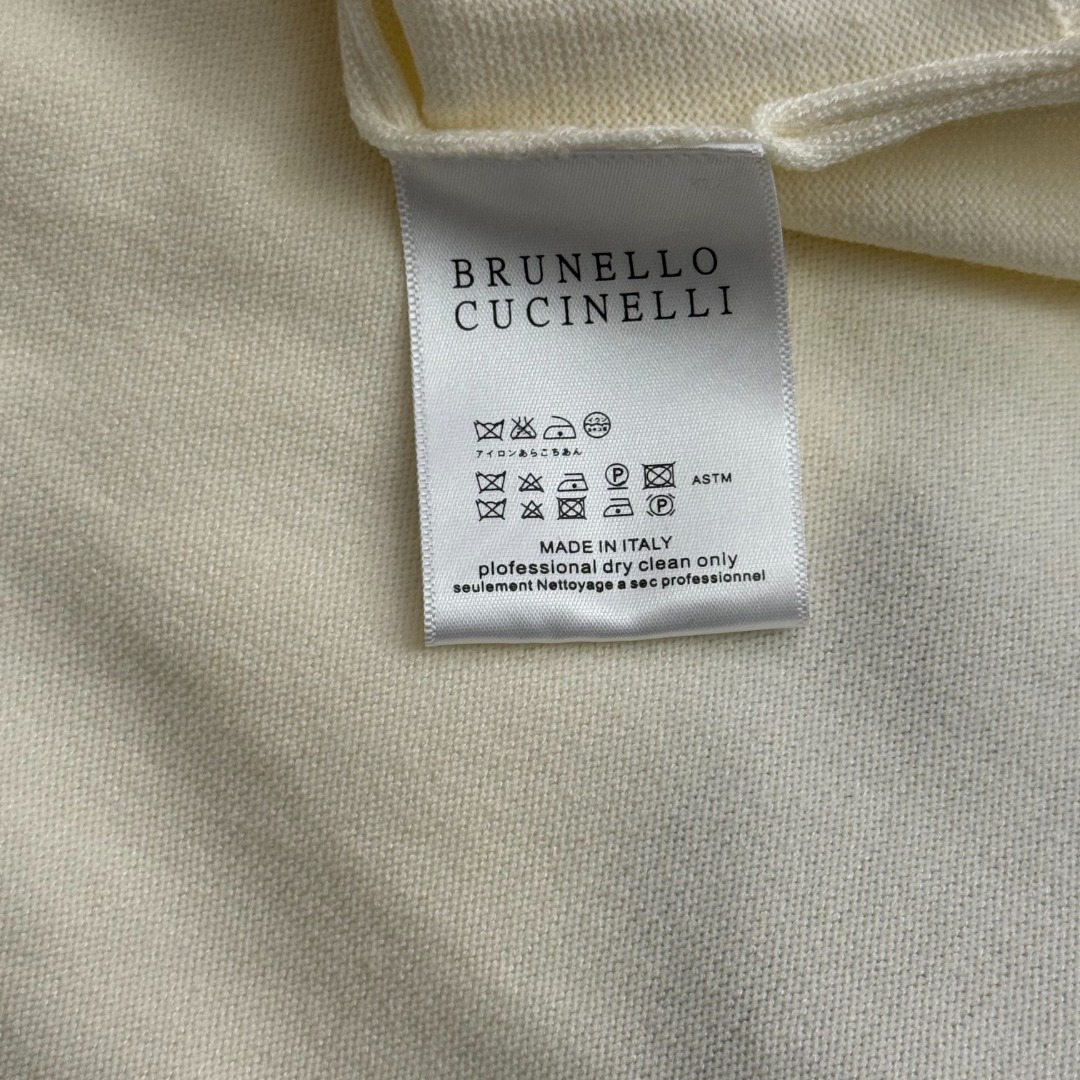 BRUNELLO
CUCINELLI
アイロンあらこちあん
P ASTM
P
MADE IN ITALY
plofessional dry clean only
seulement Nettoyage a sec professionnel